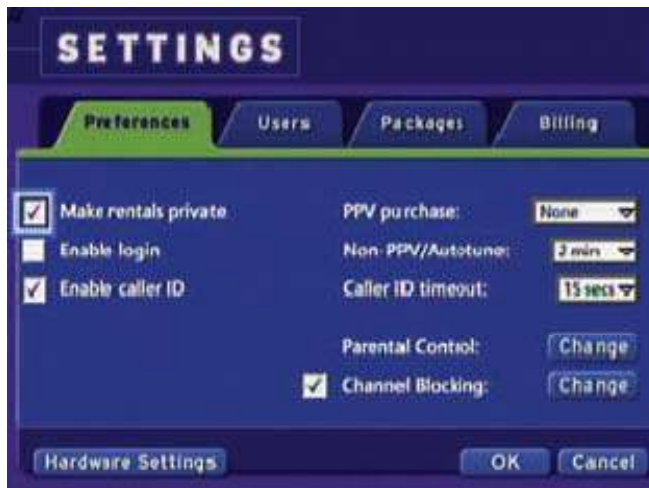 SETTINGS
Preferences Users Packages Billing
Make rentals private PPV purchase: None
Enable login Non-PPV/Autotune: 2 min
Enable caller ID Caller ID timeout: 15 secs
Parental Control: Change
Channel Blocking: Change
Hardware Settings OK Cancel